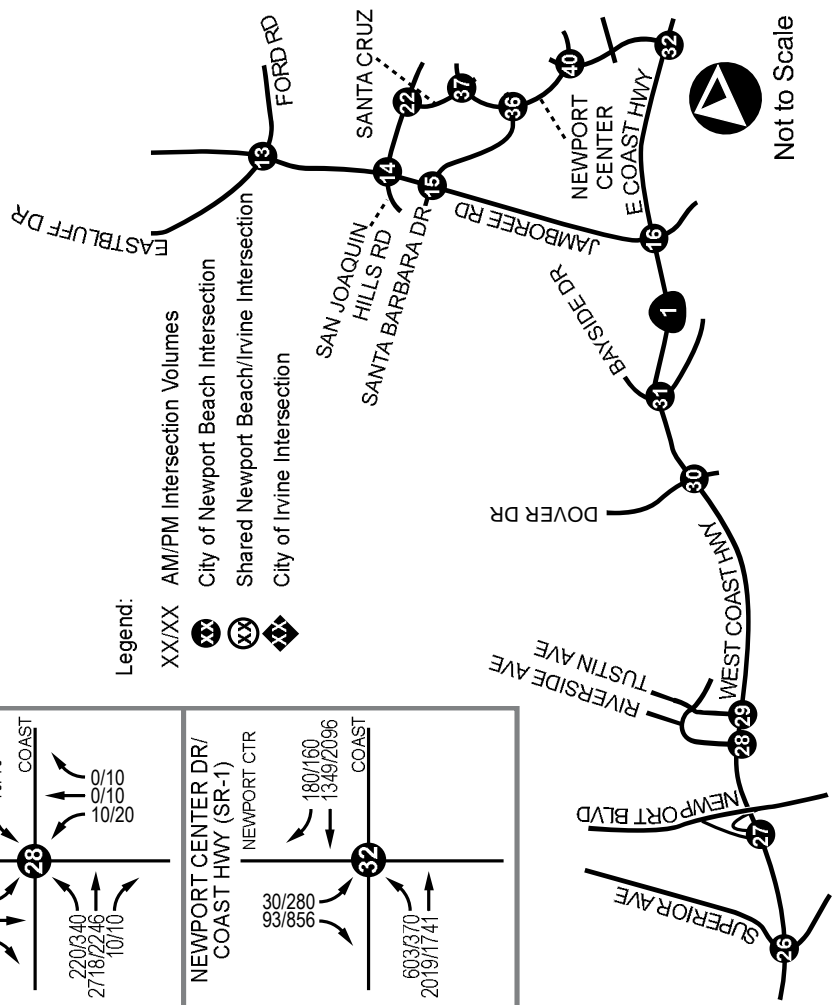 EASTBLUFF DR
FORD RD
13
SANTA CRUZ
22
37
14
15
36
40
32
SAN JOAQUIN
HILLS RD
SANTA BARBARA DR
JAMBOREE RD
NEWPORT
CENTER
E COAST HWY
16
Not to Scale
BAYSIDE DR
1
31
30
DOVER DR
WEST COAST HWY
TUSTIN AVE
RIVERSIDE AVE
29
28
NEWPORT BLVD
27
SUPERIOR AVE
26
Legend:
XX/XX AM/PM Intersection Volumes
XX City of Newport Beach Intersection
XX Shared Newport Beach/Irvine Intersection
XX City of Irvine Intersection
COAST
28
0/10
0/10
10/20
220/340
2718/2246
10/10
NEWPORT CENTER DR/
COAST HWY (SR-1)
NEWPORT CTR
COAST
180/160
1349/2096
32
30/280
93/856
603/370
2019/1741